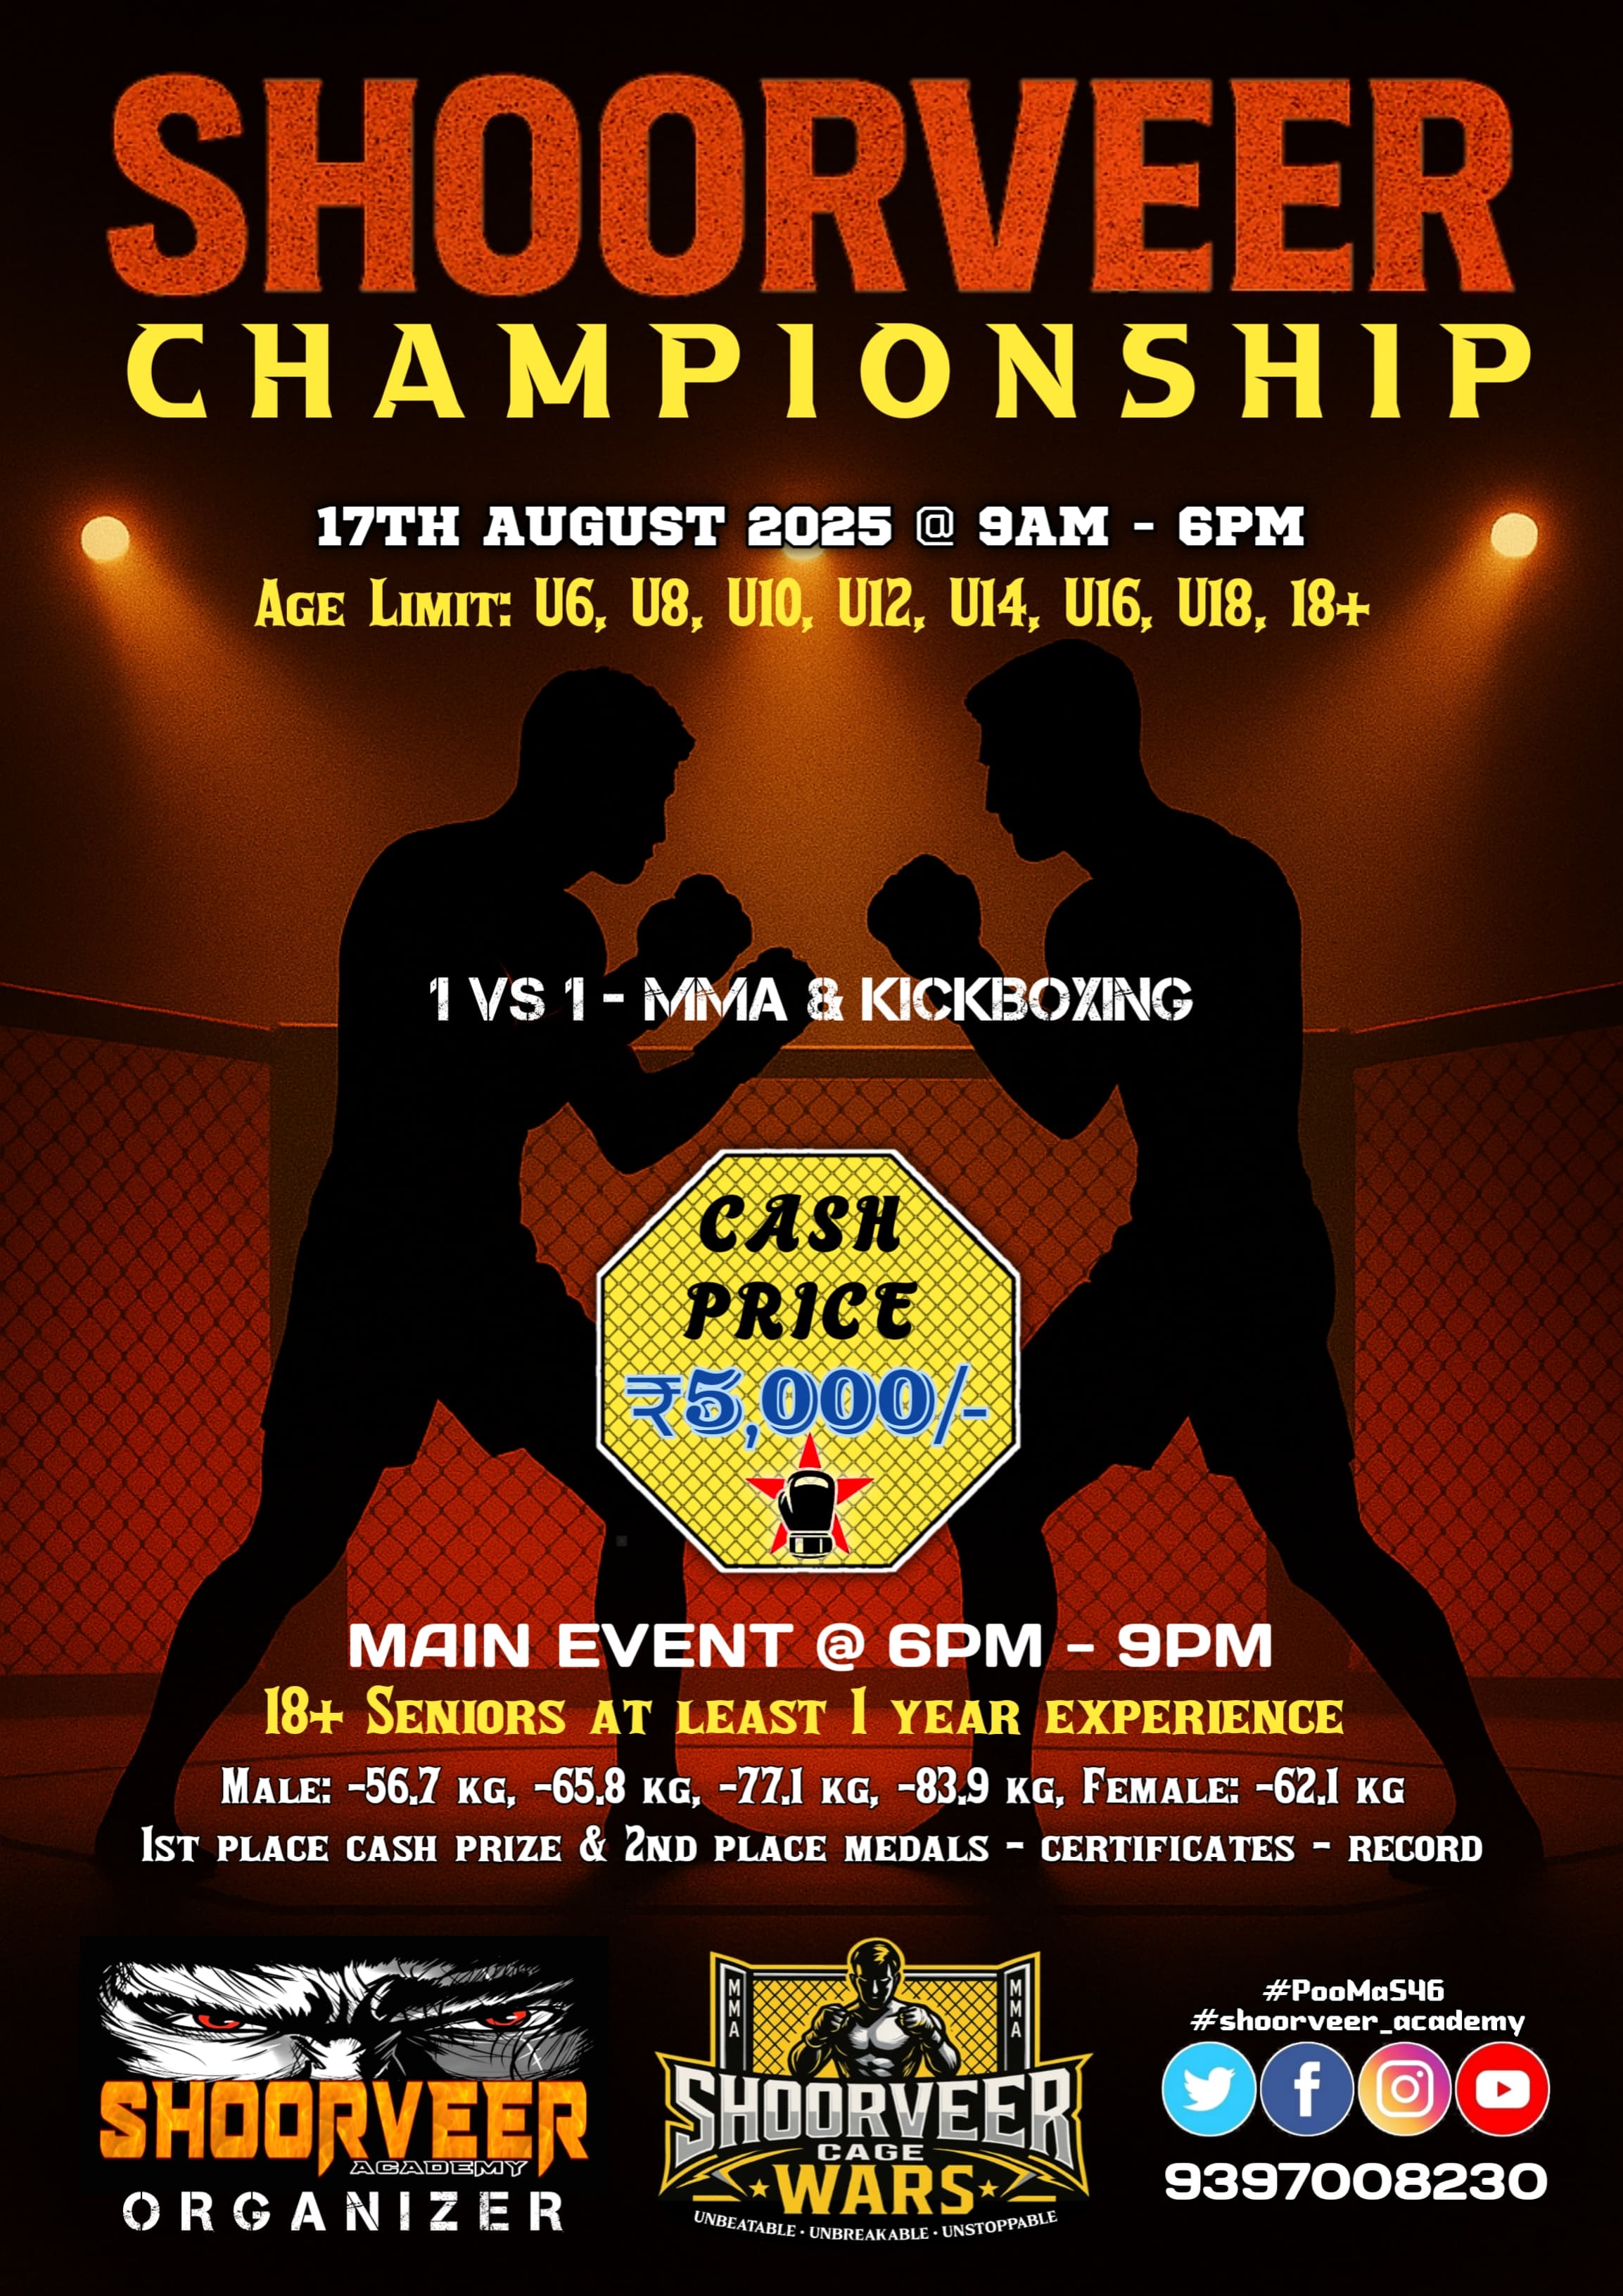 SHOORVEER
CHAMPIONSHIP
17TH AUGUST 2025 @ 9AM - 6PM
AGE LIMIT: U6, U8, U10, U12, U14, U16, U18, 18+
1 VS 1 - MMA & KICKBOXING
CASH
PRICE
₹5,000/-
MAIN EVENT @ 6PM - 9PM
18+ SENIORS AT LEAST 1 YEAR EXPERIENCE
MALE: -56.7 KG, -65.8 KG, -77.1 KG, -83.9 KG, FEMALE: -62.1 KG
1ST PLACE CASH PRIZE & 2ND PLACE MEDALS - CERTIFICATES - RECORD
SHOORVEER
ACADEMY
ORGANIZER
MMA
MMA
SHOORVEER
CAGE
WARS
UNBEATABLE · UNBREAKABLE · UNSTOPPABLE
#PooMaS46
#shoorveer_academy
9397008230